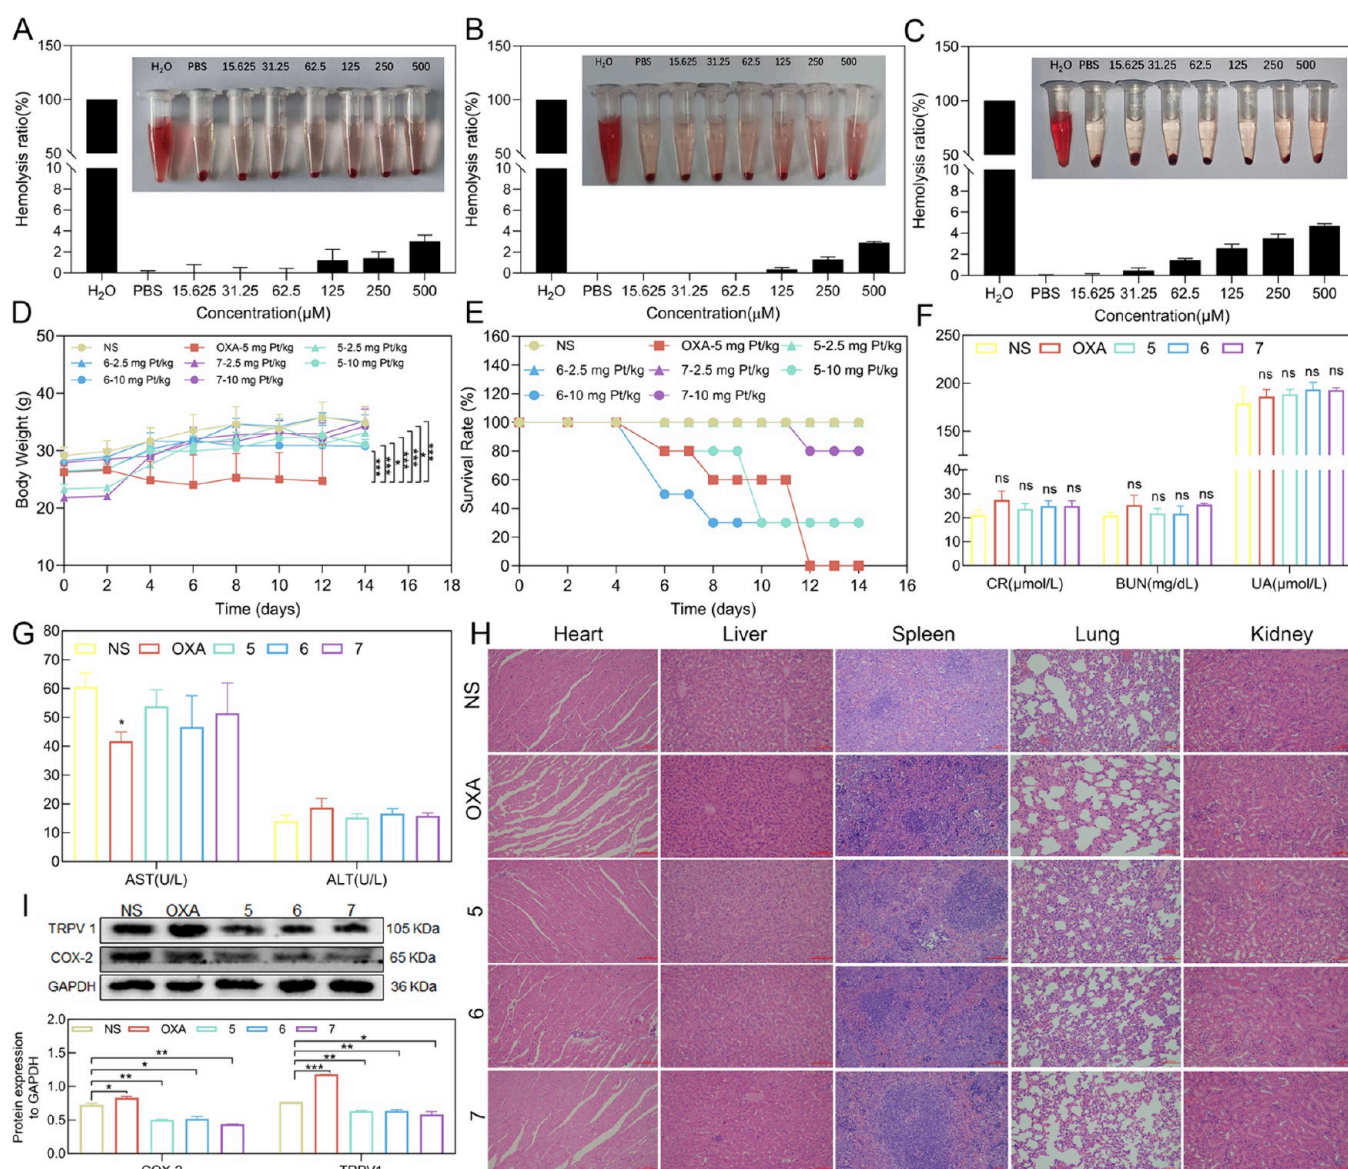 A
150
100
50
10
8
6
4
2
0
Hemolysis ratio(%)
H₂O PBS 15.625 31.25 62.5 125 250 500
H₂O PBS 15.625 31.25 62.5 125 250 500
Concentration(μM)
B
150
100
50
10
8
6
4
2
0
Hemolysis ratio(%)
H₂O PBS 15.625 31.25 62.5 125 250 500
H₂O PBS 15.625 31.25 62.5 125 250 500
Concentration(μM)
C
150
100
50
10
8
6
4
2
0
Hemolysis ratio(%)
H₂O PBS 15.625 31.25 62.5 125 250 500
H₂O PBS 15.625 31.25 62.5 125 250 500
Concentration(μM)
D
50
40
30
20
10
Body Weight (g)
NS OXA-5 mg Pt/kg 5-2.5 mg Pt/kg
6-2.5 mg Pt/kg 7-2.5 mg Pt/kg 5-10 mg Pt/kg
6-10 mg Pt/kg 7-10 mg Pt/kg
*** *** * *** *** * ***
0 2 4 6 8 10 12 14 16 18
Time (days)
E
160
140
120
100
80
60
40
20
0
Survival Rate (%)
NS OXA-5 mg Pt/kg 5-2.5 mg Pt/kg
6-2.5 mg Pt/kg 7-2.5 mg Pt/kg 5-10 mg Pt/kg
6-10 mg Pt/kg 7-10 mg Pt/kg
0 2 4 6 8 10 12 14 16
Time (days)
F
250
200
150
100
40
30
20
10
0
NS OXA 5 6 7
ns ns ns ns
ns ns ns ns
ns ns ns ns
CR(μmol/L) BUN(mg/dL) UA(μmol/L)
G
80
70
60
50
40
30
20
10
0
NS OXA 5 6 7
*
AST(U/L) ALT(U/L)
H
Heart Liver Spleen Lung Kidney
NS
OXA
5
6
7
I
NS OXA 5 6 7
TRPV 1 105 KDa
COX-2 65 KDa
GAPDH 36 KDa
2.0
1.5
1.0
0.5
0.0
Protein expression
to GAPDH
NS OXA 5 6 7
**
*
**
*
*
**
**
***
COX-2 TRPV1